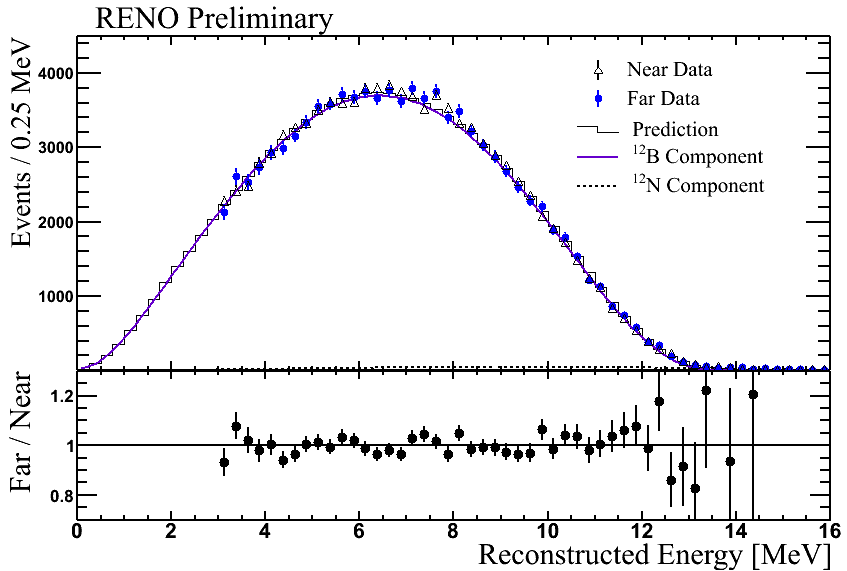 RENO Preliminary
Events / 0.25 MeV
4000
3000
2000
1000
Near Data
Far Data
Prediction
¹²B Component
¹²N Component
Far / Near
1.2
1
0.8
0 2 4 6 8 10 12 14 16
Reconstructed Energy [MeV]